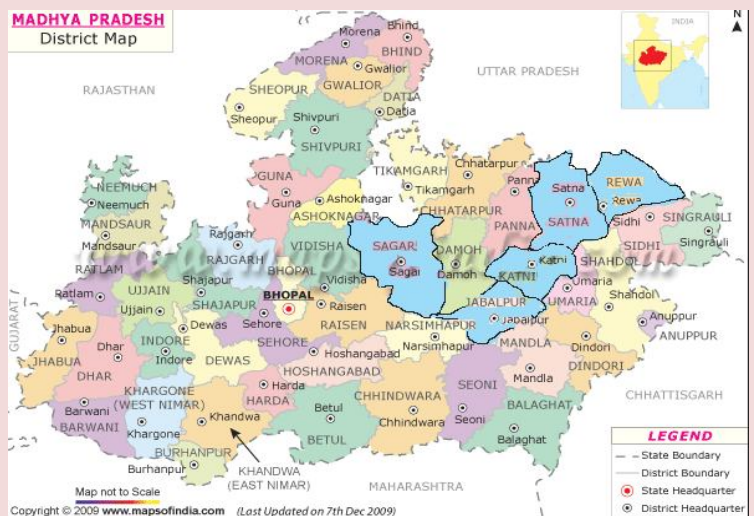 MADHYA PRADESH
District Map
INDIA
N
RAJASTHAN
UTTAR PRADESH
GUJARAT
MAHARASHTRA
CHHATTISGARH
Morena
MORENA
Bhind
BHIND
Gwalior
GWALIOR
SHEOPUR
Sheopur
DATIA
Datia
Shivpuri
SHIVPURI
TIKAMGARH
Tikamgarh
Chhatarpur
CHHATARPUR
Panna
PANNA
Satna
SATNA
REWA
Rewa
Sidhi
SIDHI
SINGRAULI
Singrauli
GUNA
Guna
Ashoknagar
ASHOKNAGAR
NEEMUCH
Neemuch
MANDSAUR
Mandsaur
Rajgarh
RAJGARH
VIDISHA
Vidisha
BHOPAL
BHOPAL
SAGAR
Sagar
DAMOH
Damoh
Katni
KATNI
SHAHDOL
Shahdol
Umaria
UMARIA
Anuppur
ANUPPUR
RATLAM
Ratlam
UJJAIN
Ujjain
Shajapur
SHAJAPUR
Sehore
SEHORE
Raisen
RAISEN
NARSIMHAPUR
Narsimhapur
JABALPUR
Jabalpur
MANDLA
Mandla
Dindori
DINDORI
Jhabua
JHABUA
Dhar
DHAR
INDORE
Indore
Dewas
DEWAS
Hoshangabad
HOSHANGABAD
Harda
HARDA
Barwani
BARWANI
KHARGONE
(WEST NIMAR)
Khargone
Khandwa
KHANDWA
(EAST NIMAR)
BURHANPUR
Burhanpur
Betul
BETUL
CHHINDWARA
Chhindwara
SEONI
Seoni
BALAGHAT
Balaghat
LEGEND
State Boundary
District Boundary
State Headquarter
District Headquarter
Map not to Scale
Copyright © 2009 www.mapsofindia.com (Last Updated on 7th Dec 2009)